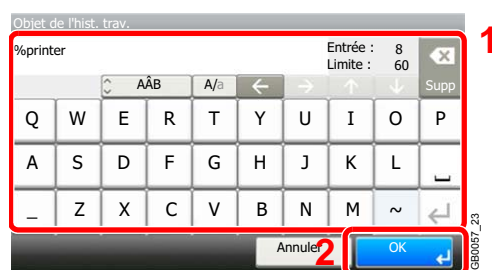 Objet de l'hist. trav.
1
%printer
Entrée : 8
Limite : 60
AÂB A/a Supp
Q W E R T Y U I O P
A S D F G H J K L
_ Z X C V B N M ~
Annuler 2 OK
GB0057_23